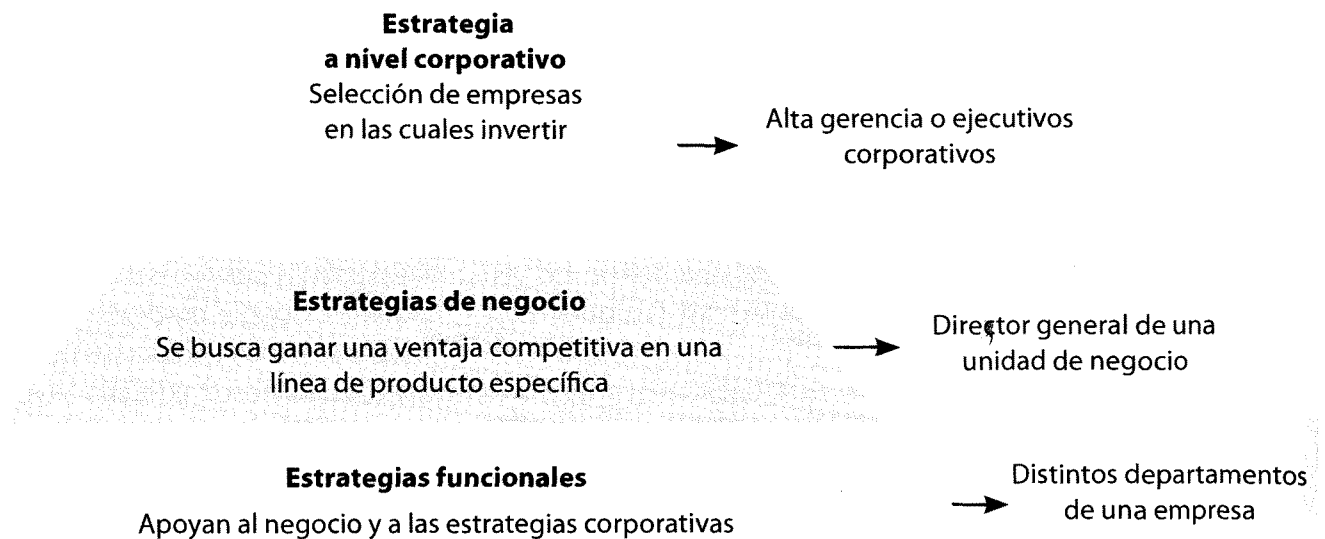 Estrategia
a nivel corporativo
Selección de empresas
en las cuales invertir
Alta gerencia o ejecutivos
corporativos
Estrategias de negocio
Se busca ganar una ventaja competitiva en una
línea de producto específica
Director general de una
unidad de negocio
Estrategias funcionales
Apoyan al negocio y a las estrategias corporativas
Distintos departamentos
de una empresa